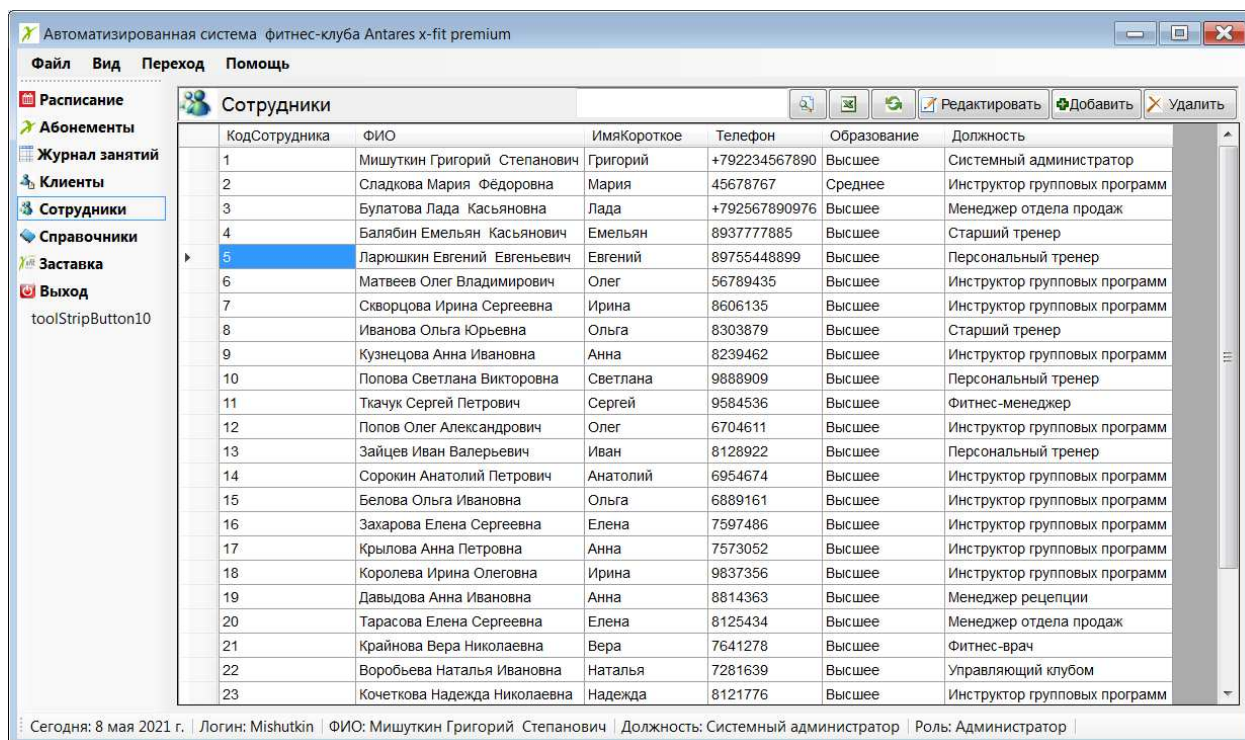 Автоматизированная система фитнес-клуба Antares x-fit premium
Файл Вид Переход Помощь
Расписание
Абонементы
Журнал занятий
Клиенты
Сотрудники
Справочники
Заставка
Выход
toolStripButton10
Сотрудники Редактировать Добавить Удалить
КодСотрудника ФИО ИмяКороткое Телефон Образование Должность
1 Мишуткин Григорий Степанович Григорий +792234567890 Высшее Системный администратор
2 Сладкова Мария Фёдоровна Мария 45678767 Среднее Инструктор групповых программ
3 Булатова Лада Касьяновна Лада +792567890976 Высшее Менеджер отдела продаж
4 Балябин Емельян Касьянович Емельян 8937777885 Высшее Старший тренер
5 Ларюшкин Евгений Евгеньевич Евгений 89755448899 Высшее Персональный тренер
6 Матвеев Олег Владимирович Олег 56789435 Высшее Инструктор групповых программ
7 Скворцова Ирина Сергеевна Ирина 8606135 Высшее Инструктор групповых программ
8 Иванова Ольга Юрьевна Ольга 8303879 Высшее Старший тренер
9 Кузнецова Анна Ивановна Анна 8239462 Высшее Инструктор групповых программ
10 Попова Светлана Викторовна Светлана 9888909 Высшее Персональный тренер
11 Ткачук Сергей Петрович Сергей 9584536 Высшее Фитнес-менеджер
12 Попов Олег Александрович Олег 6704611 Высшее Инструктор групповых программ
13 Зайцев Иван Валерьевич Иван 8128922 Высшее Персональный тренер
14 Сорокин Анатолий Петрович Анатолий 6954674 Высшее Инструктор групповых программ
15 Белова Ольга Ивановна Ольга 6889161 Высшее Инструктор групповых программ
16 Захарова Елена Сергеевна Елена 7597486 Высшее Инструктор групповых программ
17 Крылова Анна Петровна Анна 7573052 Высшее Инструктор групповых программ
18 Королева Ирина Олеговна Ирина 9837356 Высшее Инструктор групповых программ
19 Давыдова Анна Ивановна Анна 8814363 Высшее Менеджер рецепции
20 Тарасова Елена Сергеевна Елена 8125434 Высшее Менеджер отдела продаж
21 Крайнова Вера Николаевна Вера 7641278 Высшее Фитнес-врач
22 Воробьева Наталья Ивановна Наталья 7281639 Высшее Управляющий клубом
23 Кочеткова Надежда Николаевна Надежда 8121776 Высшее Инструктор групповых программ
Сегодня: 8 мая 2021 г. Логин: Mishutkin ФИО: Мишуткин Григорий Степанович Должность: Системный администратор Роль: Администратор